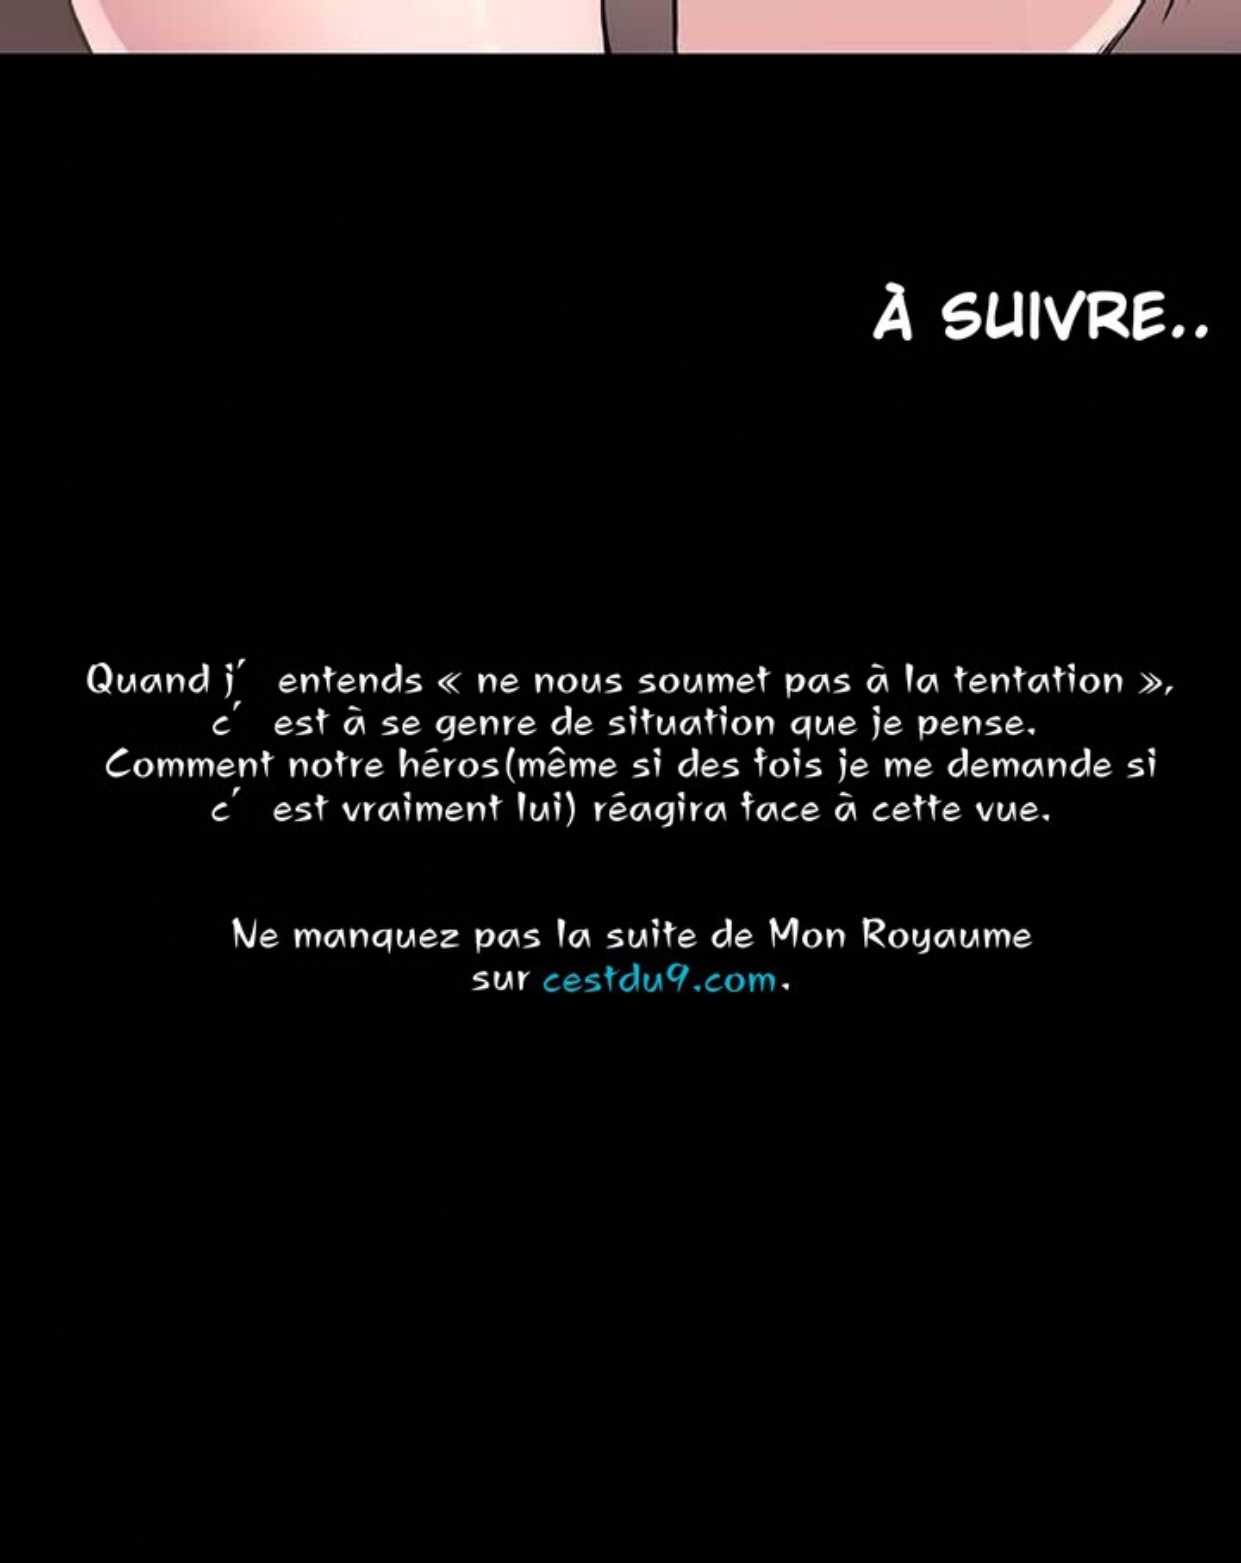 À SUIVRE..
Quand j' entends « ne nous soumet pas à la tentation »,
c' est à se genre de situation que je pense.
Comment notre héros(même si des fois je me demande si
c' est vraiment lui) réagira face à cette vue.
Ne manquez pas la suite de Mon Royaume
sur cestdu9.com.